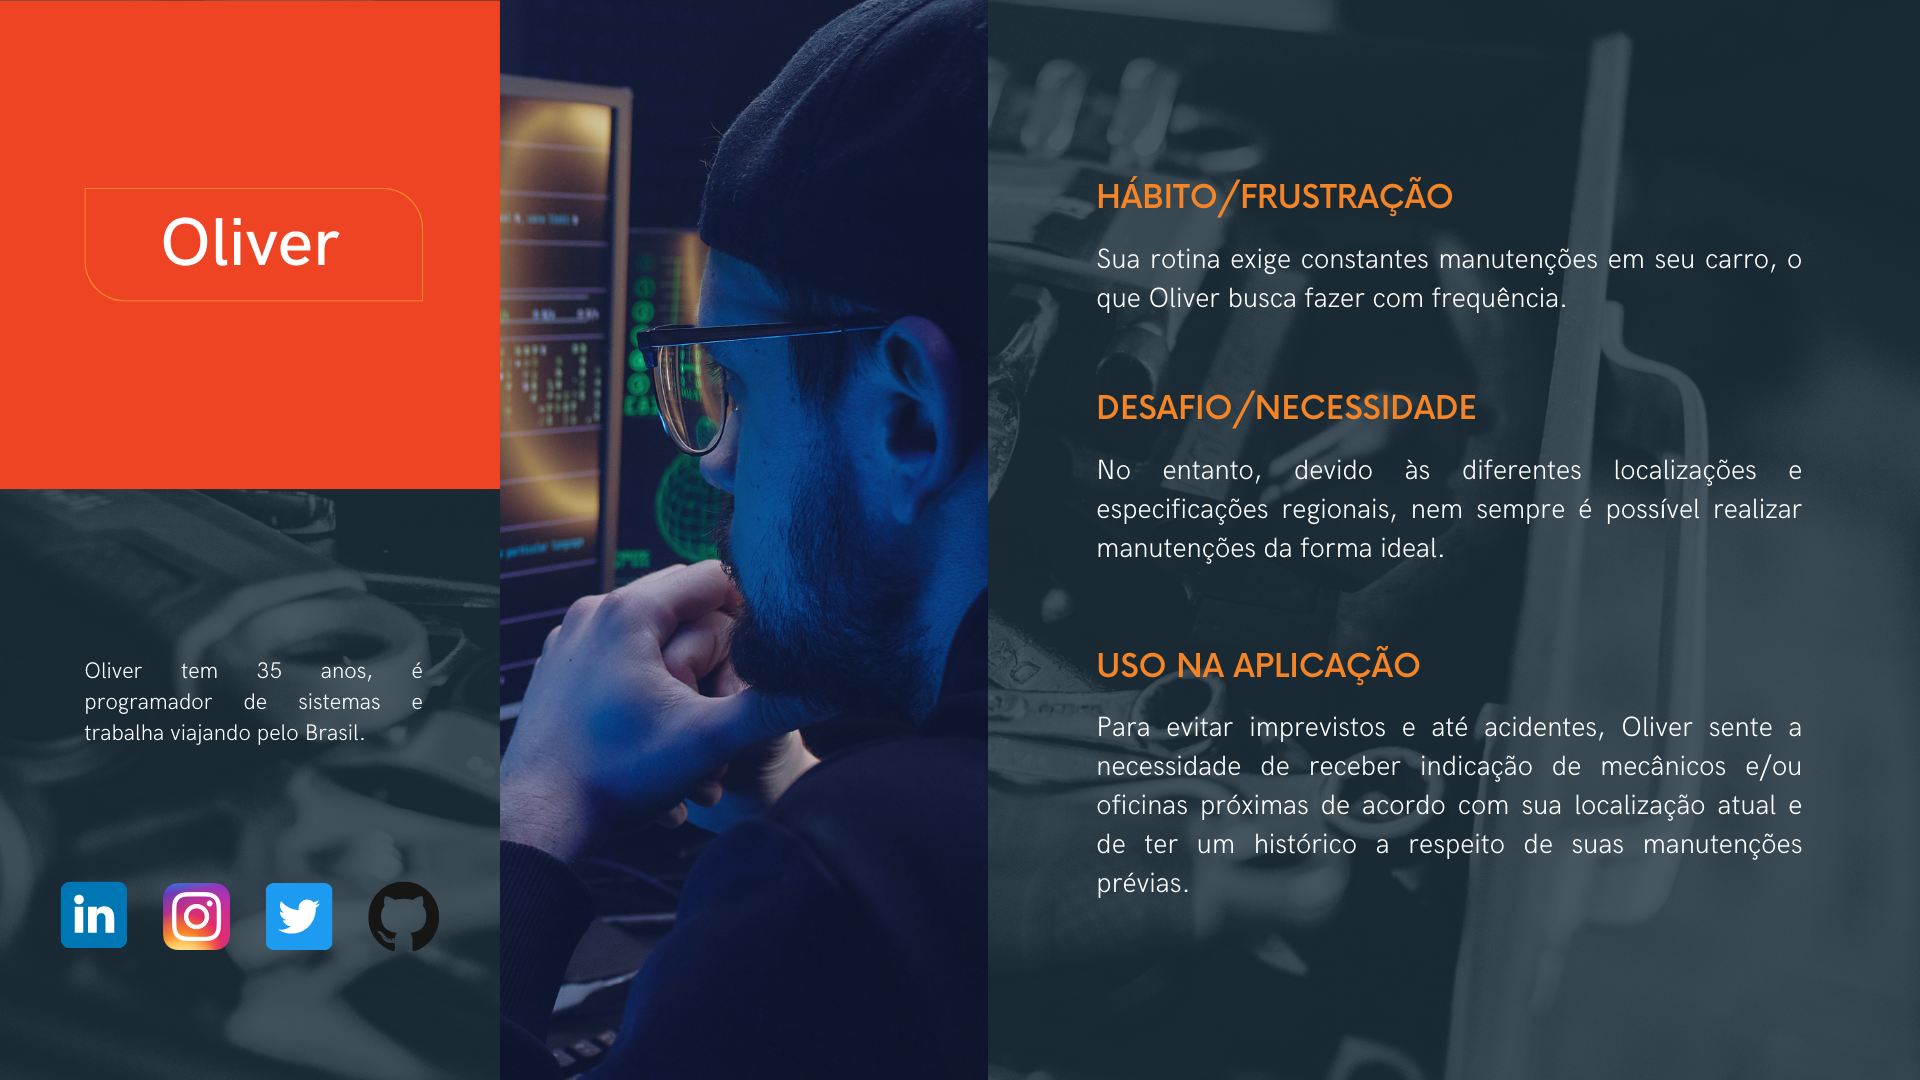 Oliver
Oliver tem 35 anos, é
programador de sistemas e
trabalha viajando pelo Brasil.
in
HÁBITO/FRUSTRAÇÃO
Sua rotina exige constantes manutenções em seu carro, o
que Oliver busca fazer com frequência.
DESAFIO/NECESSIDADE
No entanto, devido às diferentes localizações e
especificações regionais, nem sempre é possível realizar
manutenções da forma ideal.
USO NA APLICAÇÃO
Para evitar imprevistos e até acidentes, Oliver sente a
necessidade de receber indicação de mecânicos e/ou
oficinas próximas de acordo com sua localização atual e
de ter um histórico a respeito de suas manutenções
prévias.